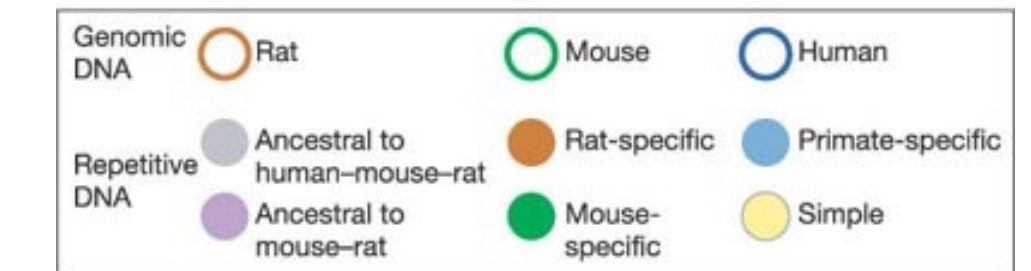 Genomic DNA
Rat
Mouse
Human
Repetitive DNA
Ancestral to
human–mouse–rat
Rat-specific
Primate-specific
Ancestral to
mouse–rat
Mouse-
specific
Simple